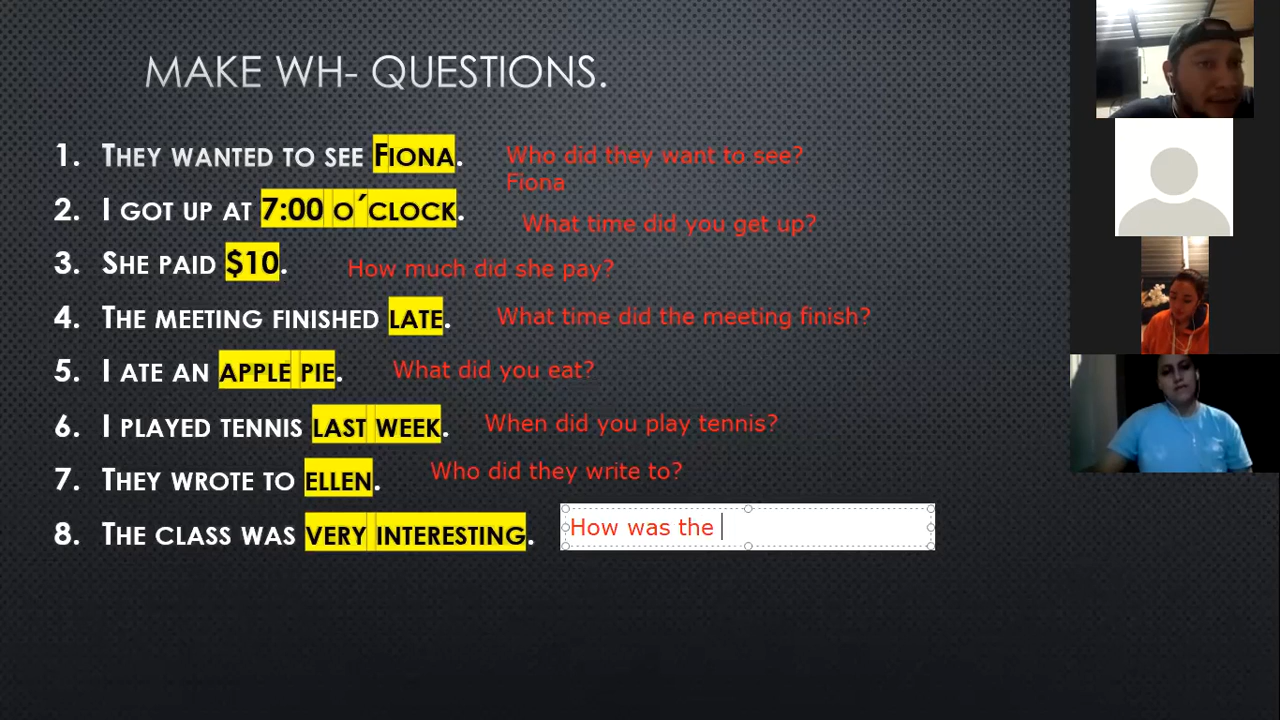 MAKE WH- QUESTIONS.
1. THEY WANTED TO SEE FIONA. Who did they want to see?
Fiona
2. I GOT UP AT 7:00 O´CLOCK. What time did you get up?
3. SHE PAID $10. How much did she pay?
4. THE MEETING FINISHED LATE. What time did the meeting finish?
5. I ATE AN APPLE PIE. What did you eat?
6. I PLAYED TENNIS LAST WEEK. When did you play tennis?
7. THEY WROTE TO ELLEN. Who did they write to?
8. THE CLASS WAS VERY INTERESTING. How was the